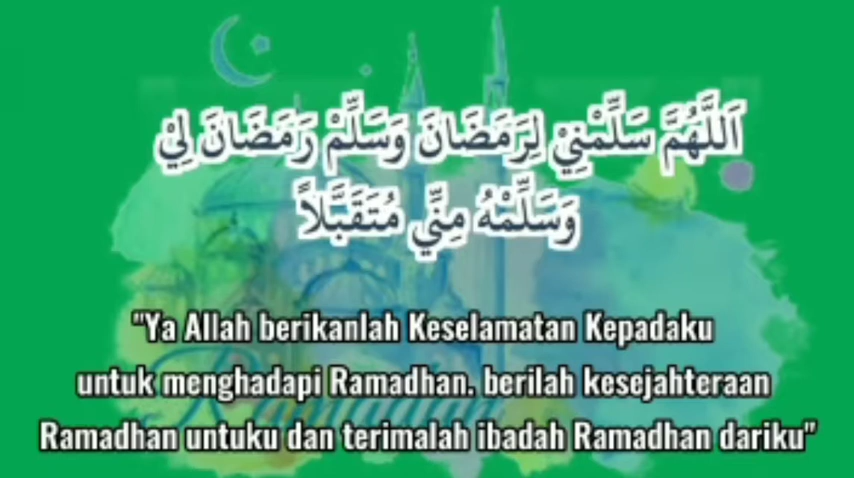 اَللَّهُمَّ سَلِّمْنِيْ لِرَمَضَانَ وَسَلِّمْ رَمَضَانَ لِيْ
وَسَلِّمْهُ مِنِّي مُتَقَبَّلاً
"Ya Allah berikanlah Keselamatan Kepadaku
untuk menghadapi Ramadhan. berilah kesejahteraan
Ramadan
Ramadhan untuku dan terimalah ibadah Ramadhan dariku"